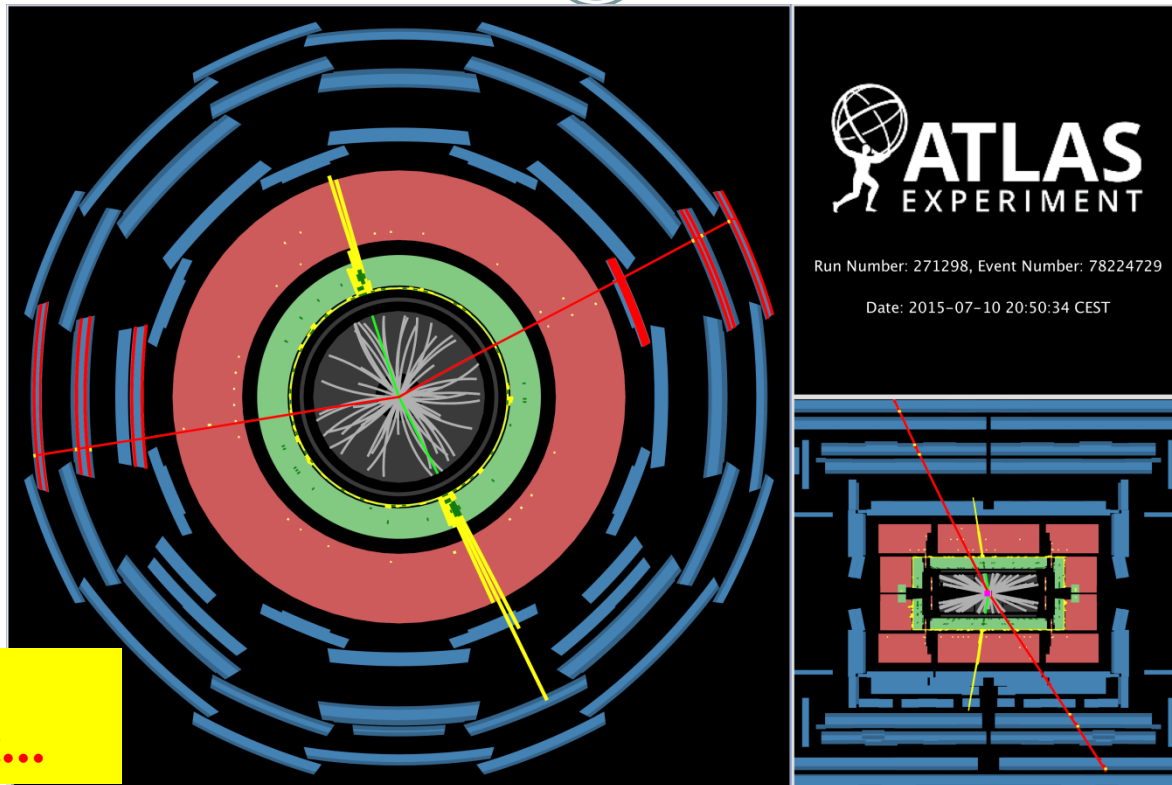 ATLAS
EXPERIMENT
Run Number: 271298, Event Number: 78224729
Date: 2015-07-10 20:50:34 CEST
...